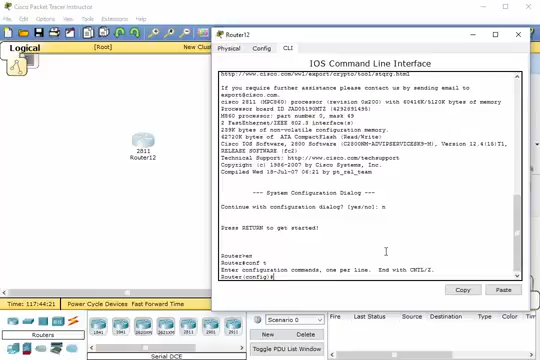 Cisco Packet Tracer Instructor
File Edit Options View Tools Extensions Help
Logical
[Root]
New Cluster
2811
Router12
Router12
Physical
Config
CLI
IOS Command Line Interface
http://www.cisco.com/wwl/export/crypto/tool/stqrg.html
If you require further assistance please contact us by sending email to
export@cisco.com.
cisco 2811 (MPC860) processor (revision 0x200) with 60416K/5120K bytes of memory
Processor board ID JAD05190MTZ (4292891495)
M860 processor: part number 0, mask 49
2 FastEthernet/IEEE 802.3 interface(s)
239K bytes of non-volatile configuration memory.
62720K bytes of ATA CompactFlash (Read/Write)
Cisco IOS Software, 2800 Software (C2800NM-ADVIPSERVICESK9-M), Version 12.4(15)T1,
RELEASE SOFTWARE (fc2)
Technical Support: http://www.cisco.com/techsupport
Copyright (c) 1986-2007 by Cisco Systems, Inc.
Compiled Wed 18-Jul-07 06:21 by pt_rel_team
--- System Configuration Dialog ---
Continue with configuration dialog? [yes/no]: n
Press RETURN to get started!
Router>en
Router#conf t
Enter configuration commands, one per line. End with CNTL/Z.
Router(config)#
Copy
Paste
Time: 117:44:21
Power Cycle Devices Fast Forward Time
Routers
1841
2811
2901
2911
Serial DCE
Scenario 0
New
Delete
Toggle PDU List Window
Fire
Last Status
Source
Destination
Type
Color